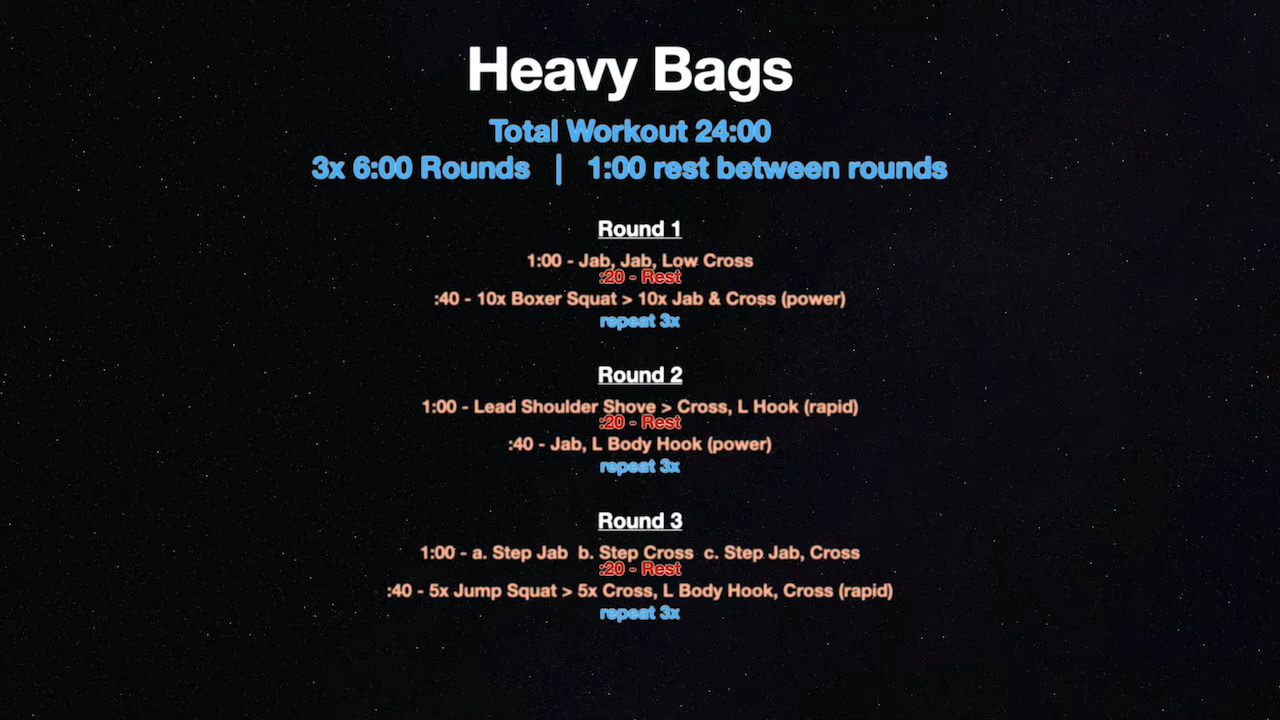 Heavy Bags
Total Workout 24:00
3x 6:00 Rounds | 1:00 rest between rounds
Round 1
1:00 - Jab, Jab, Low Cross
:20 - Rest
:40 - 10x Boxer Squat > 10x Jab & Cross (power)
repeat 3x
Round 2
1:00 - Lead Shoulder Shove > Cross, L Hook (rapid)
:20 - Rest
:40 - Jab, L Body Hook (power)
repeat 3x
Round 3
1:00 - a. Step Jab b. Step Cross c. Step Jab, Cross
:20 - Rest
:40 - 5x Jump Squat > 5x Cross, L Body Hook, Cross (rapid)
repeat 3x